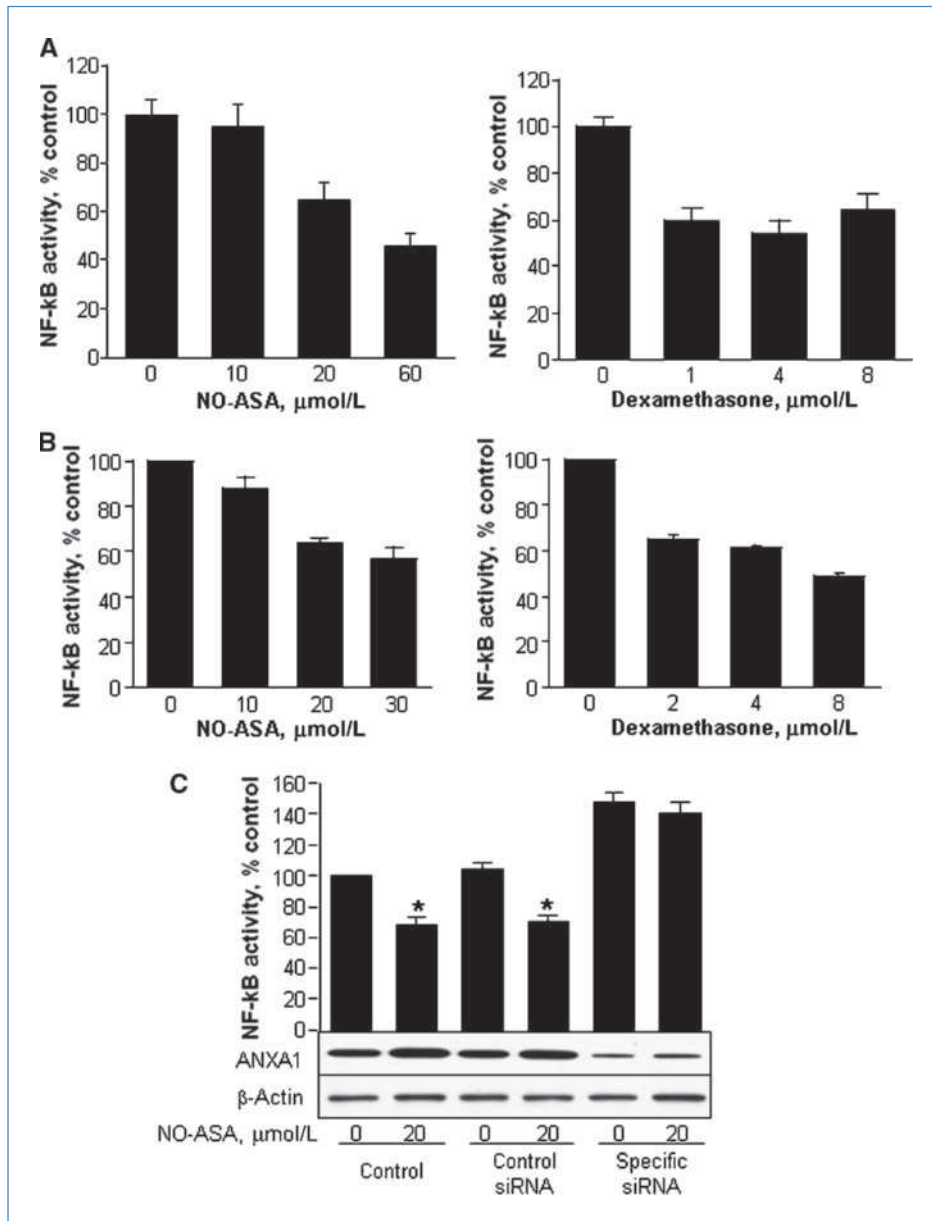 A
NF-kB activity, % control
120
100
80
60
40
20
0
0 10 20 60
NO-ASA, μmol/L
NF-kB activity, % control
120
100
80
60
40
20
0
0 1 4 8
Dexamethasone, μmol/L
B
NF-kB activity, % control
100
80
60
40
20
0
0 10 20 30
NO-ASA, μmol/L
NF-kB activity, % control
100
80
60
40
20
0
0 2 4 8
Dexamethasone, μmol/L
C
NF-kB activity, % control
160
140
120
100
80
60
40
20
0
* *
ANXA1
β-Actin
NO-ASA, μmol/L 0 20 0 20 0 20
Control Control siRNA Specific siRNA